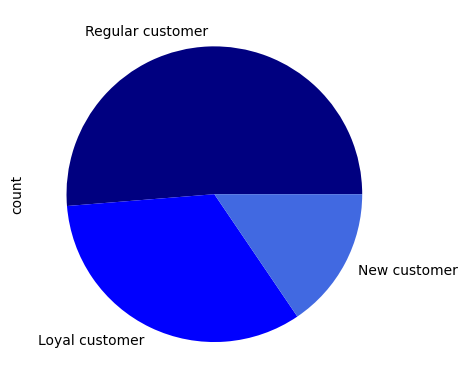 Regular customer
count
New customer
Loyal customer